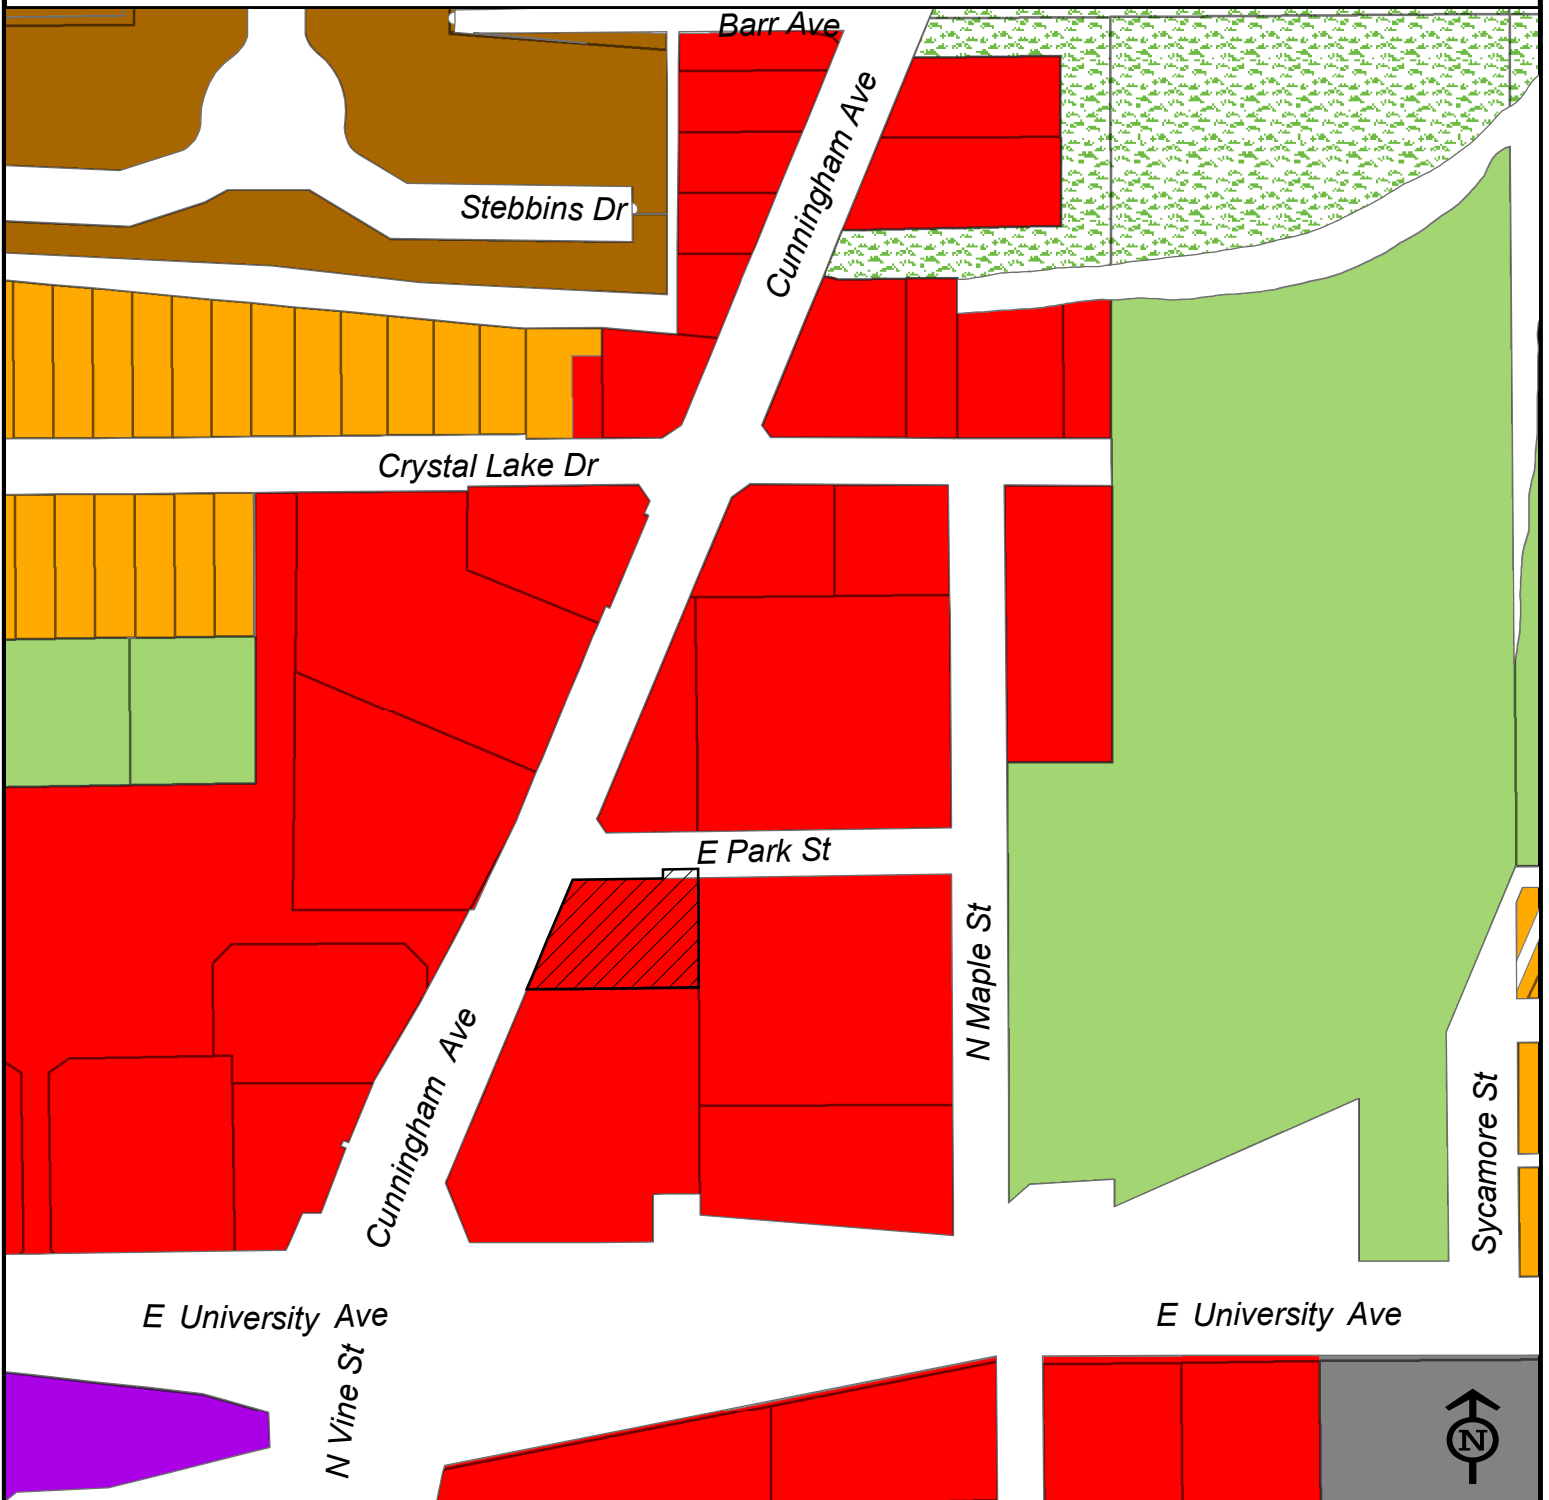 Barr Ave
Cunningham Ave
Stebbins Dr
Crystal Lake Dr
E Park St
N Maple St
Cunningham Ave
Sycamore St
E University Ave
E University Ave
N Vine St
N